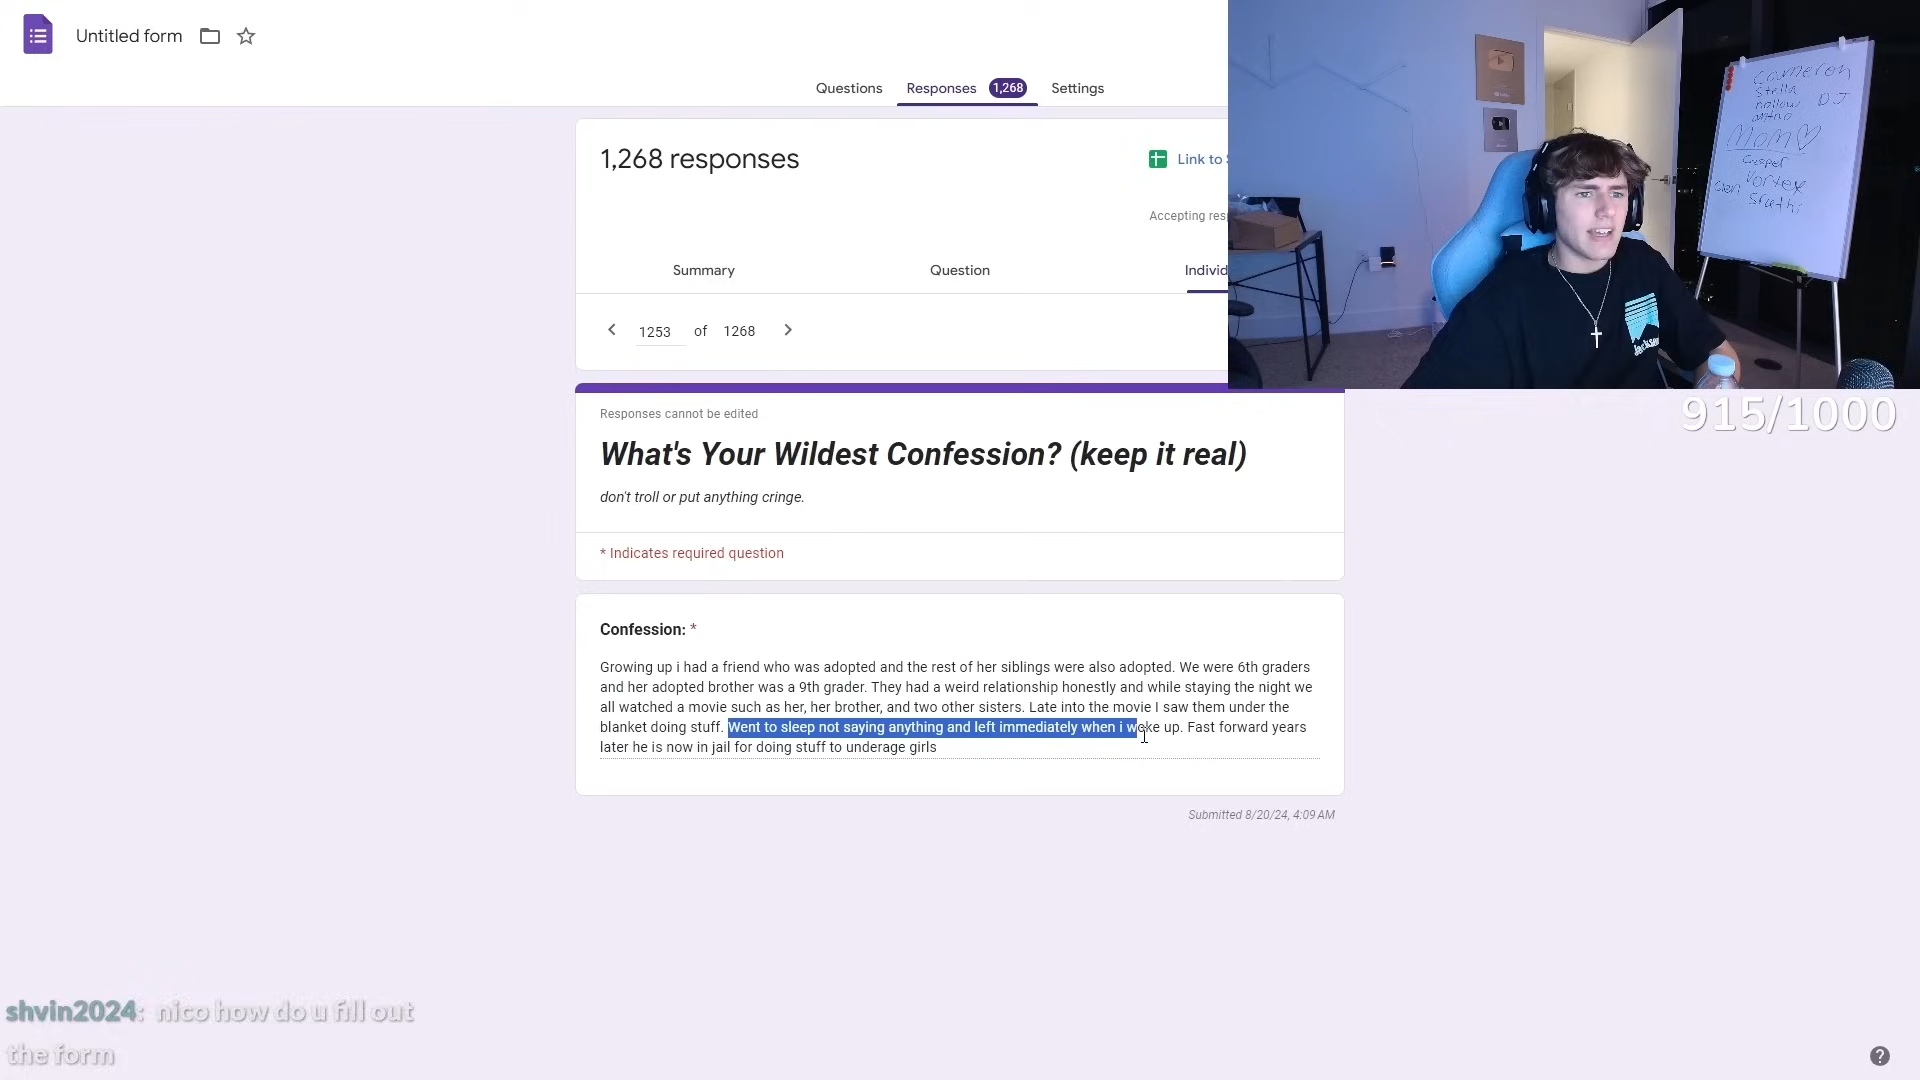 Untitled form
Questions
Responses
1,268
Settings
1,268 responses
Link to
Accepting
Summary
Question
Individ
1253 of 1268
Responses cannot be edited
What's Your Wildest Confession? (keep it real)
don't troll or put anything cringe.
* Indicates required question
Confession: *
Growing up i had a friend who was adopted and the rest of her siblings were also adopted. We were 6th graders
and her adopted brother was a 9th grader. They had a weird relationship honestly and while staying the night we
all watched a movie such as her, her brother, and two other sisters. Late into the movie I saw them under the
blanket doing stuff. Went to sleep not saying anything and left immediately when i woke up. Fast forward years
later he is now in jail for doing stuff to underage girls
Submitted 8/20/24, 4:09 AM
Cameron
Stella
hollow DJ
MOM
Vortex
915/1000
shvin2024: nico how do u fill out
the form